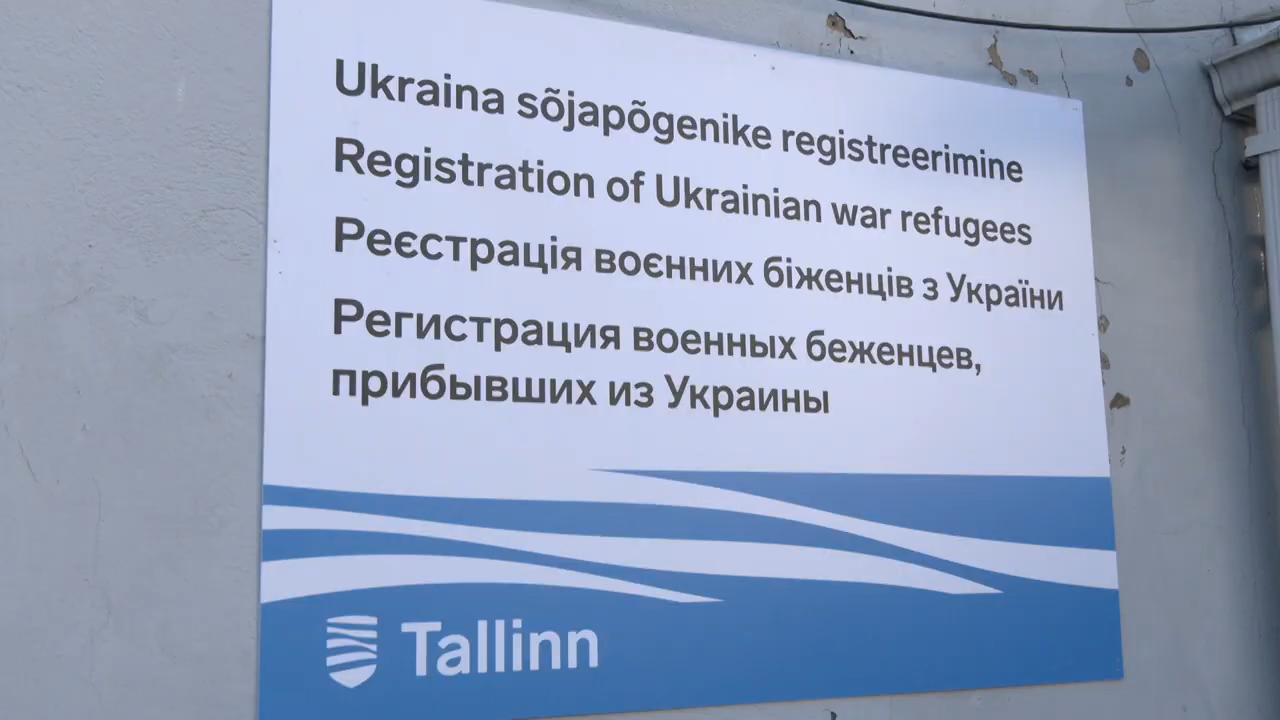 Ukraina sõjapõgenike registreerimine
Registration of Ukrainian war refugees
Реєстрація воєнних біженців з України
Регистрация военных беженцев,
прибывших из Украины
Tallinn